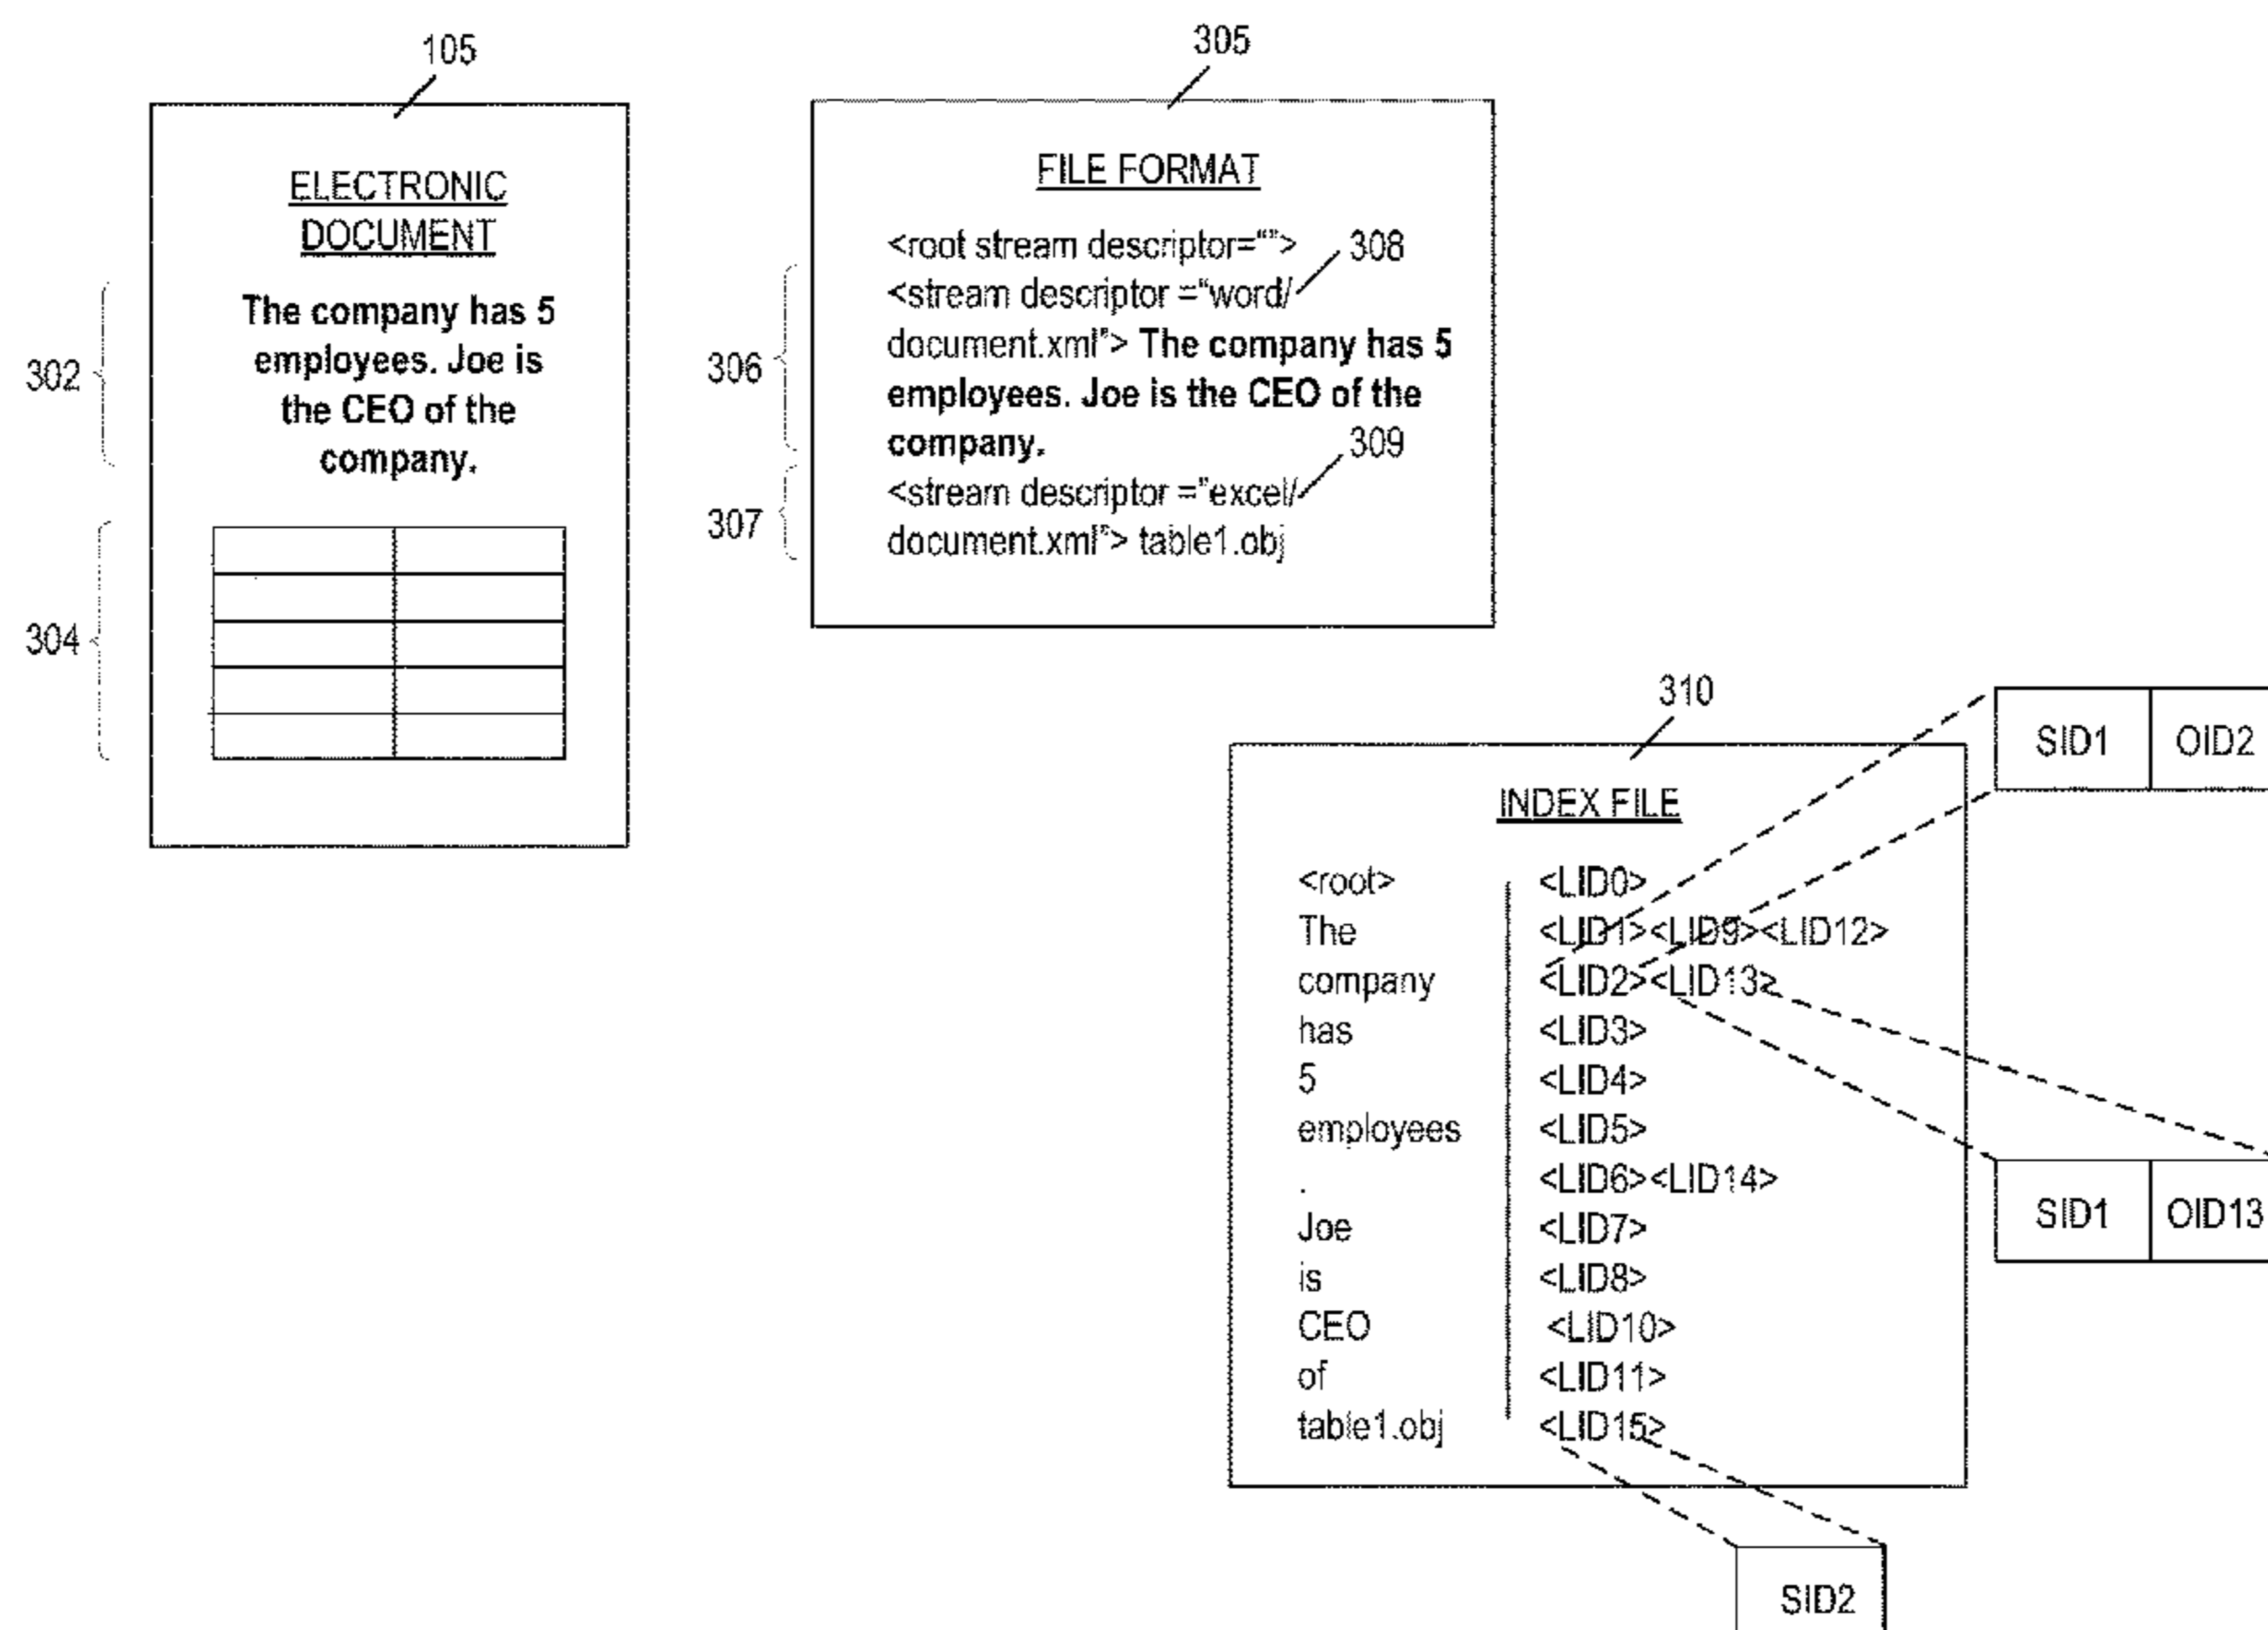 105
ELECTRONIC
DOCUMENT
The company has 5
employees. Joe is
the CEO of the
company.
302
304
305
FILE FORMAT
<root stream descriptor="">
308
<stream descriptor ="word/
document.xml"> The company has 5
employees. Joe is the CEO of the
company.
306
309
<stream descriptor ="excel/
document.xml"> table1.obj
307
310
INDEX FILE
<root> <LID0>
The <LID1><LID9><LID12>
company <LID2><LID13>
has <LID3>
5 <LID4>
employees <LID5>
. <LID6><LID14>
Joe <LID7>
is <LID8>
CEO <LID10>
of <LID11>
table1.obj <LID15>
SID1 OID2
SID1 OID13
SID2